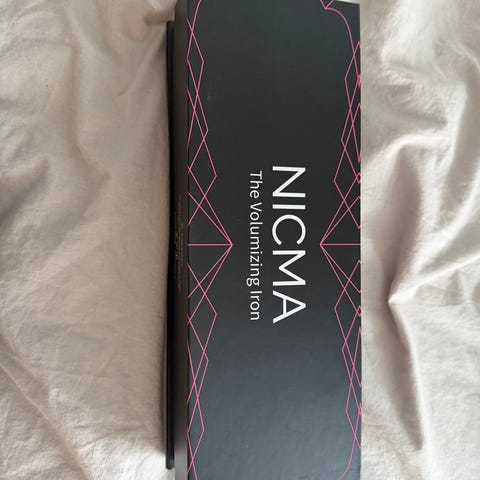 NICMA
The Volumizing Iron